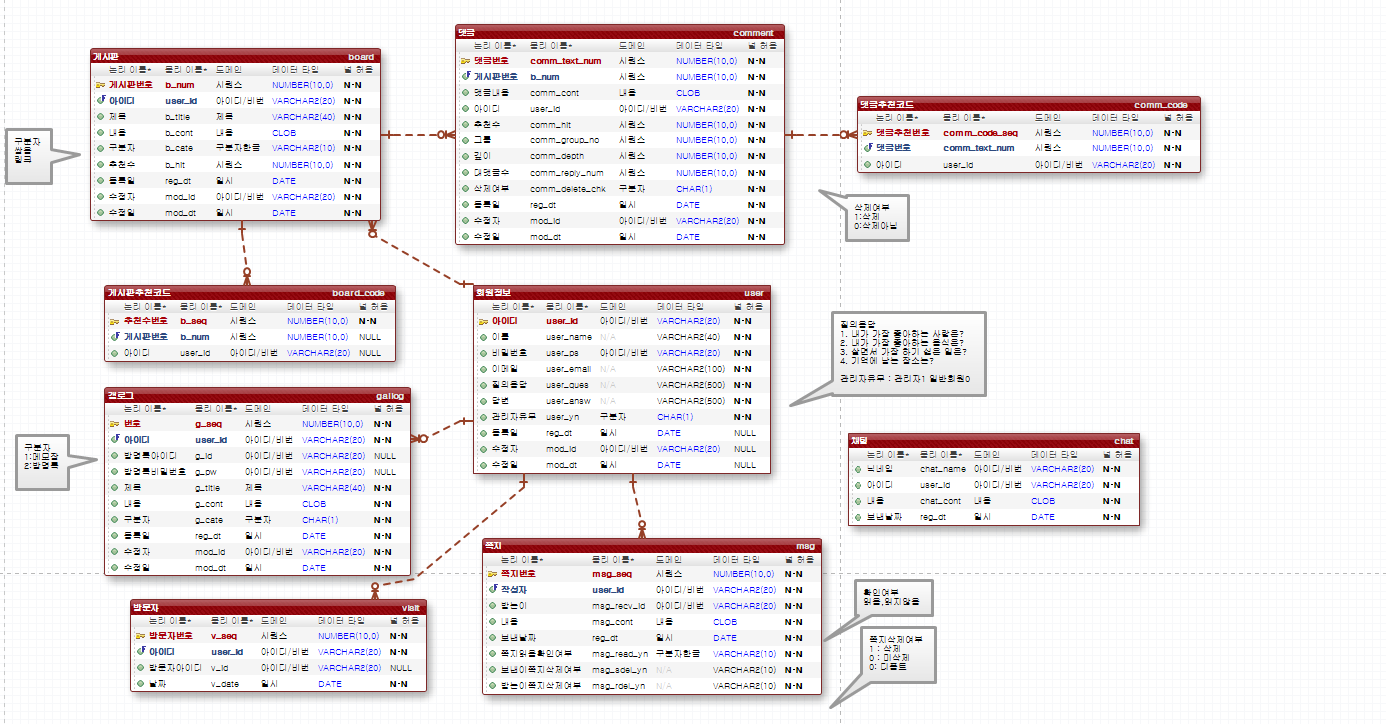 게시판 board
논리 이름* 물리 이름* 도메인 데이터 타입 널 허용
게시판번호 b_num 시퀀스 NUMBER(10,0) N-N
아이디 user_id 아이디/비번 VARCHAR2(20) N-N
제목 b_title 제목 VARCHAR2(40) N-N
내용 b_cont 내용 CLOB N-N
구분자 b_cate 구분자한글 VARCHAR2(10) N-N
추천수 b_hit 시퀀스 NUMBER(10,0) N-N
등록일 reg_dt 일시 DATE N-N
수정자 mod_id 아이디/비번 VARCHAR2(20) N-N
수정일 mod_dt 일시 DATE N-N
댓글 comment
논리 이름* 물리 이름* 도메인 데이터 타입 널 허용
댓글번호 comm_text_num 시퀀스 NUMBER(10,0) N-N
게시판번호 b_num 시퀀스 NUMBER(10,0) N-N
댓글내용 comm_cont 내용 CLOB N-N
아이디 user_id 아이디/비번 VARCHAR2(20) N-N
추천수 comm_hit 시퀀스 NUMBER(10,0) N-N
그룹 comm_group_no 시퀀스 NUMBER(10,0) N-N
깊이 comm_depth 시퀀스 NUMBER(10,0) N-N
대댓글수 comm_reply_num 시퀀스 NUMBER(10,0) N-N
삭제여부 comm_delete_chk 구분자 CHAR(1) N-N
등록일 reg_dt 일시 DATE N-N
수정자 mod_id 아이디/비번 VARCHAR2(20) N-N
수정일 mod_dt 일시 DATE N-N
댓글추천코드 comm_code
논리 이름* 물리 이름* 도메인 데이터 타입 널 허용
댓글추천번호 comm_code_seq 시퀀스 NUMBER(10,0) N-N
댓글번호 comm_text_num 시퀀스 NUMBER(10,0) N-N
아이디 user_id 아이디/비번 VARCHAR2(20) N-N
구분자
썰용
힐트
삭제여부
1:삭제
0:삭제아님
게시판추천코드 board_code
논리 이름* 물리 이름* 도메인 데이터 타입 널 허용
추천수번호 b_seq 시퀀스 NUMBER(10,0) N-N
게시판번호 b_num 시퀀스 NUMBER(10,0) NULL
아이디 user_id 아이디/비번 VARCHAR2(20) NULL
회원정보 user
논리 이름* 물리 이름* 도메인 데이터 타입 널 허용
아이디 user_id 아이디/비번 VARCHAR2(20) N-N
이름 user_name N/A VARCHAR2(40) N-N
비밀번호 user_ps 아이디/비번 VARCHAR2(20) N-N
이메일 user_email N/A VARCHAR2(100) N-N
질의응답 user_ques N/A VARCHAR2(500) N-N
답변 user_answ N/A VARCHAR2(500) N-N
관리자유무 user_yn 구분자 CHAR(1) N-N
등록일 reg_dt 일시 DATE NULL
수정자 mod_id 아이디/비번 VARCHAR2(20) NULL
수정일 mod_dt 일시 DATE NULL
질의응답
1. 내가 가장 좋아하는 사람은?
2. 내가 가장 좋아하는 음식은?
3. 살면서 가장 하기 싫은 일은?
4. 기억에 남는 장소는?
관리자유무 : 관리자1 일반회원0
갤로그 gallog
논리 이름* 물리 이름* 도메인 데이터 타입 널 허용
번호 g_seq 시퀀스 NUMBER(10,0) N-N
아이디 user_id 아이디/비번 VARCHAR2(20) N-N
방명록아이디 g_id 아이디/비번 VARCHAR2(20) NULL
방명록비밀번호 g_pw 아이디/비번 VARCHAR2(20) NULL
제목 g_title 제목 VARCHAR2(40) N-N
내용 g_cont 내용 CLOB N-N
구분자 g_cate 구분자 CHAR(1) N-N
등록일 reg_dt 일시 DATE N-N
수정자 mod_id 아이디/비번 VARCHAR2(20) N-N
수정일 mod_dt 일시 DATE N-N
구분자
1:메모장
2:방명록
채팅 chat
논리 이름* 물리 이름* 도메인 데이터 타입 널 허용
닉네임 chat_name 아이디/비번 VARCHAR2(20) N-N
아이디 user_id 아이디/비번 VARCHAR2(20) N-N
내용 chat_cont 내용 CLOB N-N
보낸날짜 reg_dt 일시 DATE N-N
쪽지 msg
논리 이름* 물리 이름* 도메인 데이터 타입 널 허용
쪽지번호 msg_seq 시퀀스 NUMBER(10,0) N-N
작성자 user_id 아이디/비번 VARCHAR2(20) N-N
받는이 msg_recv_id 아이디/비번 VARCHAR2(20) N-N
내용 msg_cont 내용 CLOB N-N
보낸날짜 reg_dt 일시 DATE N-N
쪽지읽음확인여부 msg_read_yn 구분자한글 VARCHAR2(10) N-N
보낸이쪽지삭제여부 msg_sdel_yn N/A VARCHAR2(10) N-N
받는이쪽지삭제여부 msg_rdel_yn N/A VARCHAR2(10) N-N
방문자 visit
논리 이름* 물리 이름* 도메인 데이터 타입 널 허용
방문자번호 v_seq 시퀀스 NUMBER(10,0) N-N
아이디 user_id 아이디/비번 VARCHAR2(20) N-N
방문자아이디 v_id 아이디/비번 VARCHAR2(20) NULL
날짜 v_date 일시 DATE N-N
확인여부
읽음,읽지않음
쪽지삭제여부
1 : 삭제
0 : 미삭제
0: 디폴트